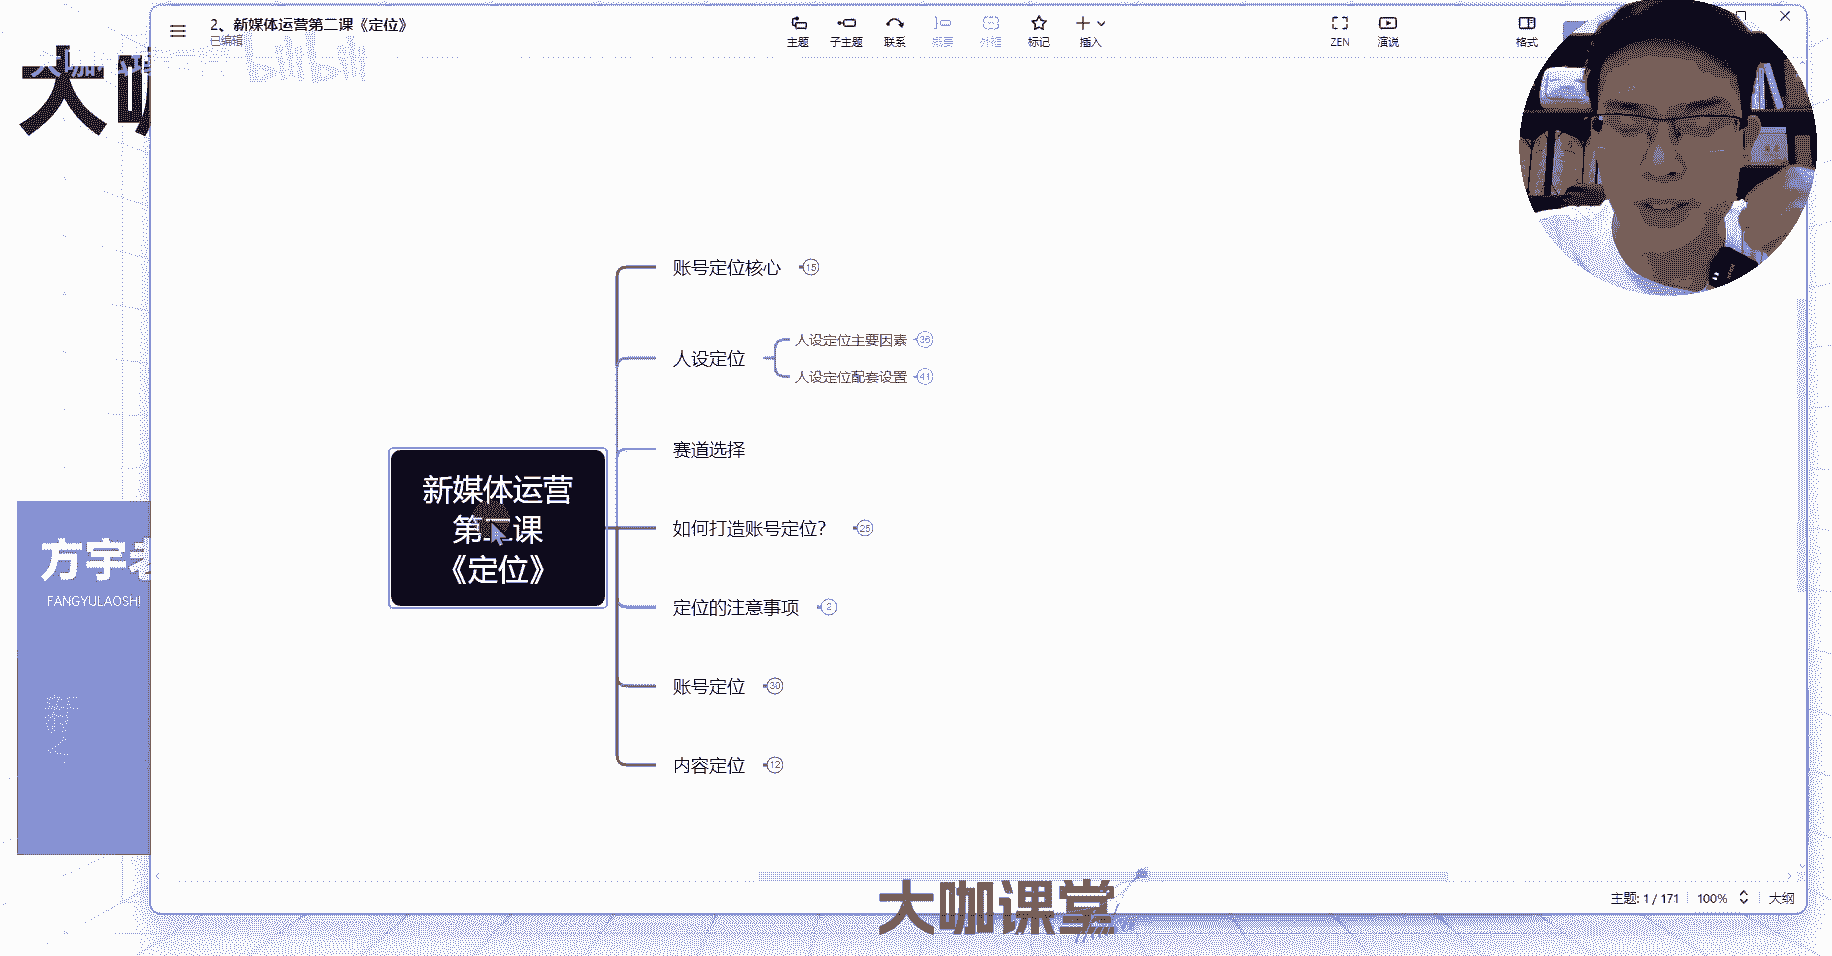 2、新媒体运营第二课《定位》
已编辑
主题
子主题
联系
概要
外框
标记
插入
ZEN
演说
格式
大咖
bilibili
大咖
账号定位核心 15
人设定位
人设定位主要因素 36
人设定位配套设置 41
赛道选择
新媒体运营
第二课
《定位》
如何打造账号定位? 25
定位的注意事项 2
账号定位 30
内容定位 12
方宇老
FANGYULAOSHI
大咖课堂
主题: 1 / 171
100%
大纲